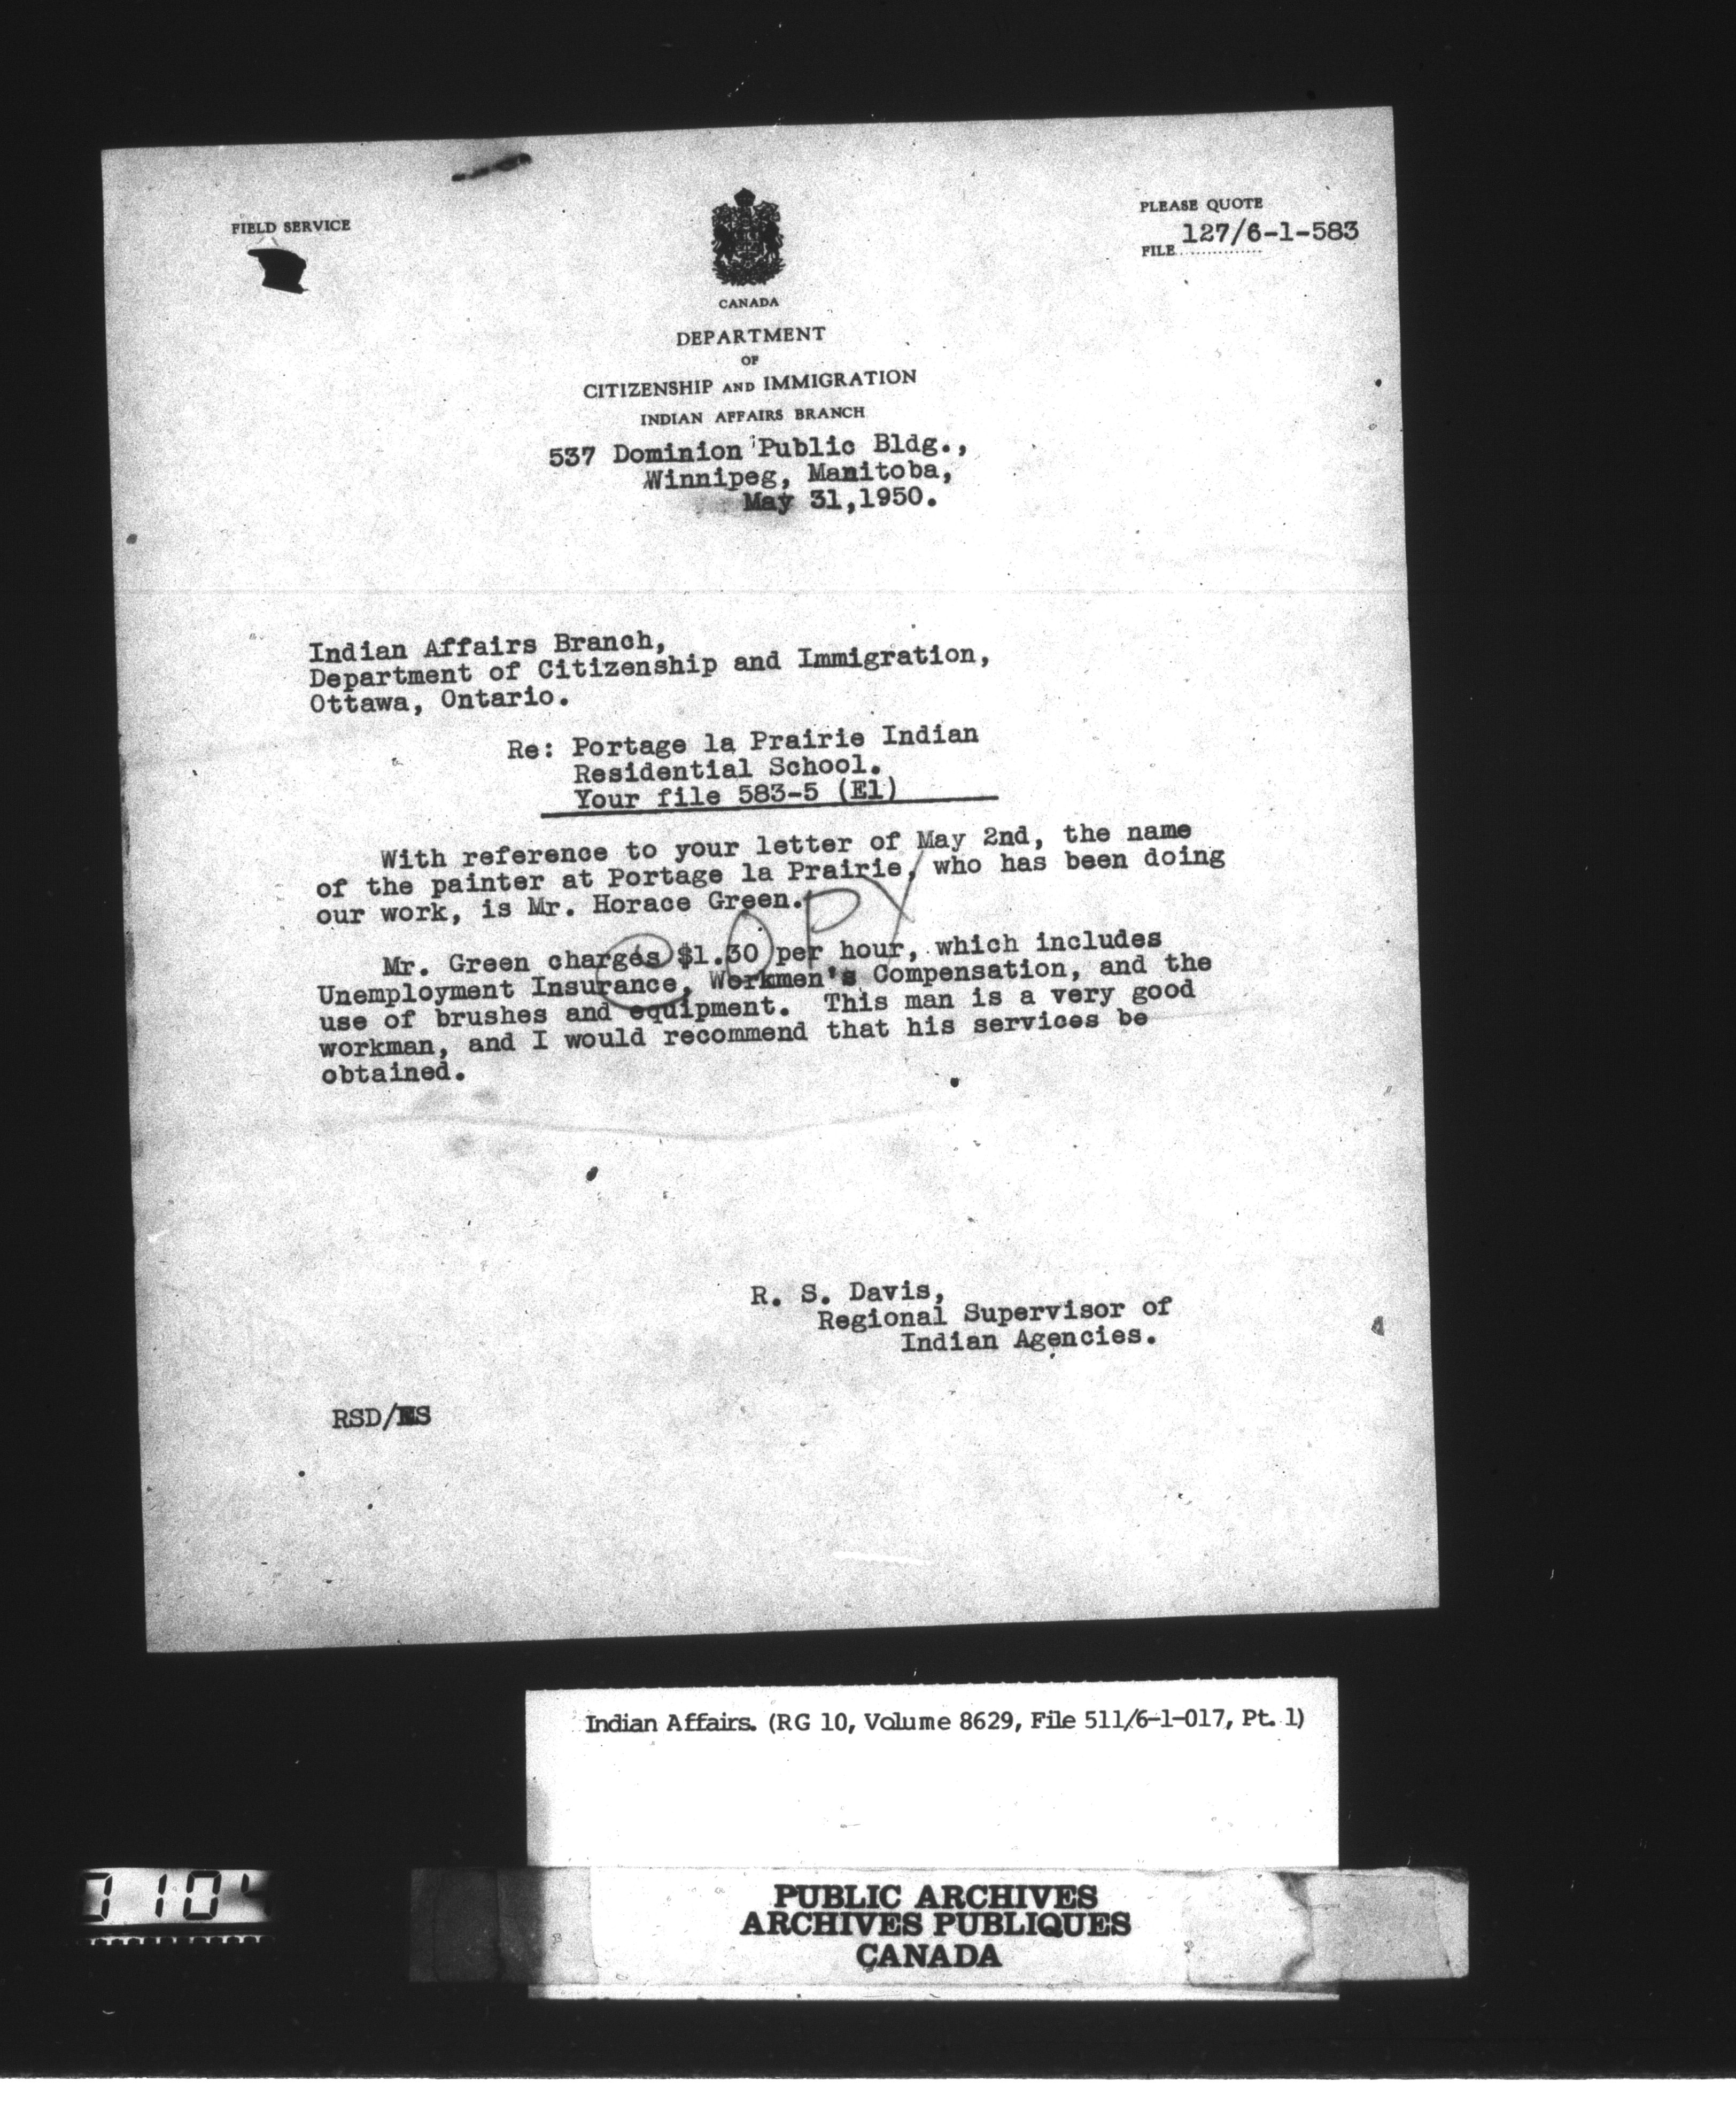 FIELD SERVICE
PLEASE QUOTE
FILE 127/6-1-583
CANADA
DEPARTMENT
OF
CITIZENSHIP AND IMMIGRATION
INDIAN AFFAIRS BRANCH
537 Dominion Public Bldg.,
Winnipeg, Manitoba,
May 31,1950.
Indian Affairs Branch,
Department of Citizenship and Immigration,
Ottawa, Ontario.
Re: Portage la Prairie Indian
Residential School.
Your file 583-5 (E1)
With reference to your letter of May 2nd, the name
of the painter at Portage la Prairie, who has been doing
our work, is Mr. Horace Green.
COPY
Mr. Green charges $1.30 per hour, which includes
Unemployment Insurance, Workmen's Compensation, and the
use of brushes and equipment. This man is a very good
workman, and I would recommend that his services be
obtained.
R. S. Davis,
Regional Supervisor of
Indian Agencies.
RSD/
Indian Affairs. (RG 10, Volume 8629, File 511/6-1-017, Pt. 1)
PUBLIC ARCHIVES
ARCHIVES PUBLIQUES
CANADA